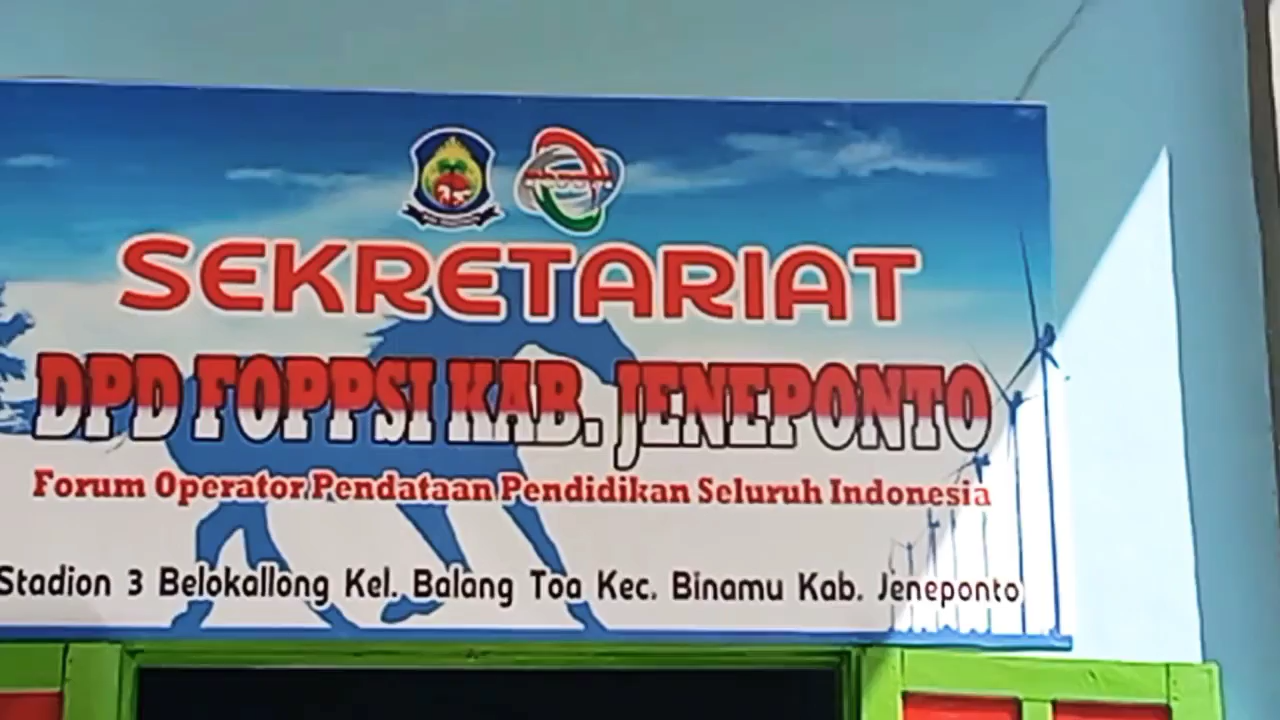 SEKRETARIAT
DPD FOPPSI KAB. JENEPONTO
Forum Operator Pendataan Pendidikan Seluruh Indonesia
Stadion 3 Belokallong Kel. Balang Toa Kec. Binamu Kab. Jeneponto